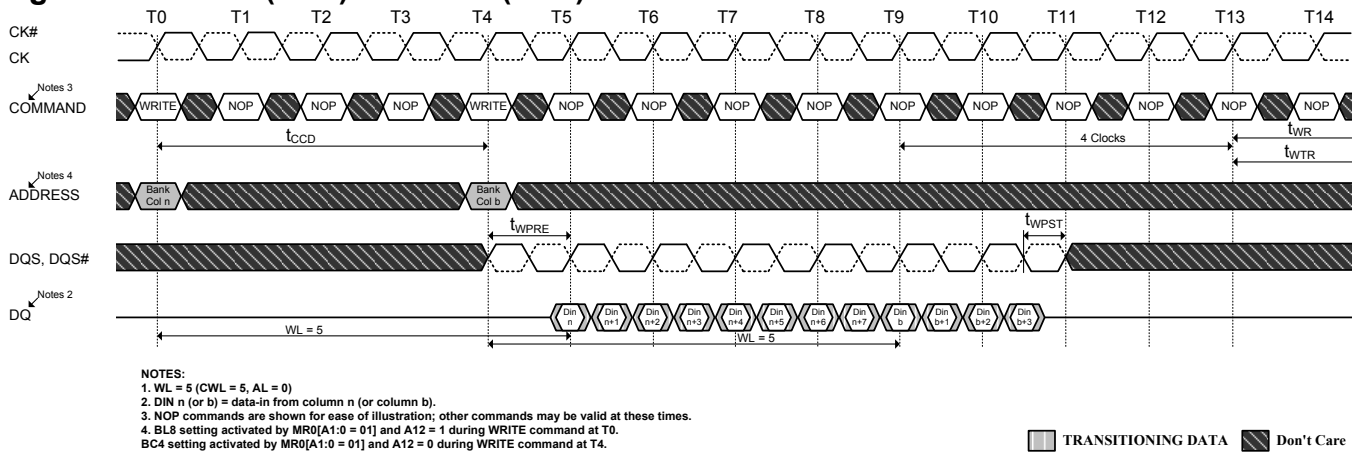 T0 T1 T2 T3 T4 T5 T6 T7 T8 T9 T10 T11 T12 T13 T14
CK#
CK
Notes 3
COMMAND
WRITE NOP NOP NOP WRITE NOP NOP NOP NOP NOP NOP NOP NOP NOP NOP
tCCD
4 Clocks
tWR
tWTR
Notes 4
ADDRESS
Bank Col n
Bank Col b
tWPRE
tWPST
DQS, DQS#
Notes 2
DQ
Din n Din n+1 Din n+2 Din n+3 Din n+4 Din n+5 Din n+6 Din n+7 Din b Din b+1 Din b+2 Din b+3
WL = 5
WL = 5
NOTES:
1. WL = 5 (CWL = 5, AL = 0)
2. DIN n (or b) = data-in from column n (or column b).
3. NOP commands are shown for ease of illustration; other commands may be valid at these times.
4. BL8 setting activated by MR0[A1:0 = 01] and A12 = 1 during WRITE command at T0.
BC4 setting activated by MR0[A1:0 = 01] and A12 = 0 during WRITE command at T4.
TRANSITIONING DATA Don't Care